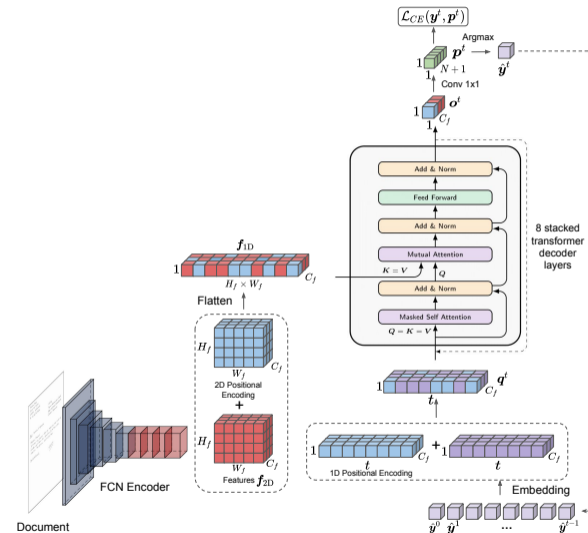 𝓛_CE(y^t, p^t)
Argmax
1 p^t
ŷ^t
1 N + 1
Conv 1x1
1 o^t
1 C_f
Add & Norm
Feed Forward
Add & Norm
Mutual Attention
K = V Q
Add & Norm
Masked Self Attention
Q = K = V
8 stacked
transformer
decoder
layers
f_1D
1 C_f
H_f × W_f
Flatten
H_f
W_f C_f
2D Positional
Encoding
+
H_f
W_f C_f
Features f_2D
FCN Encoder
Document
1 q^t
t C_f
1 C_f + 1 C_f
t t
1D Positional Encoding
Embedding
ŷ^0 ŷ^1 ... ŷ^{t−1}